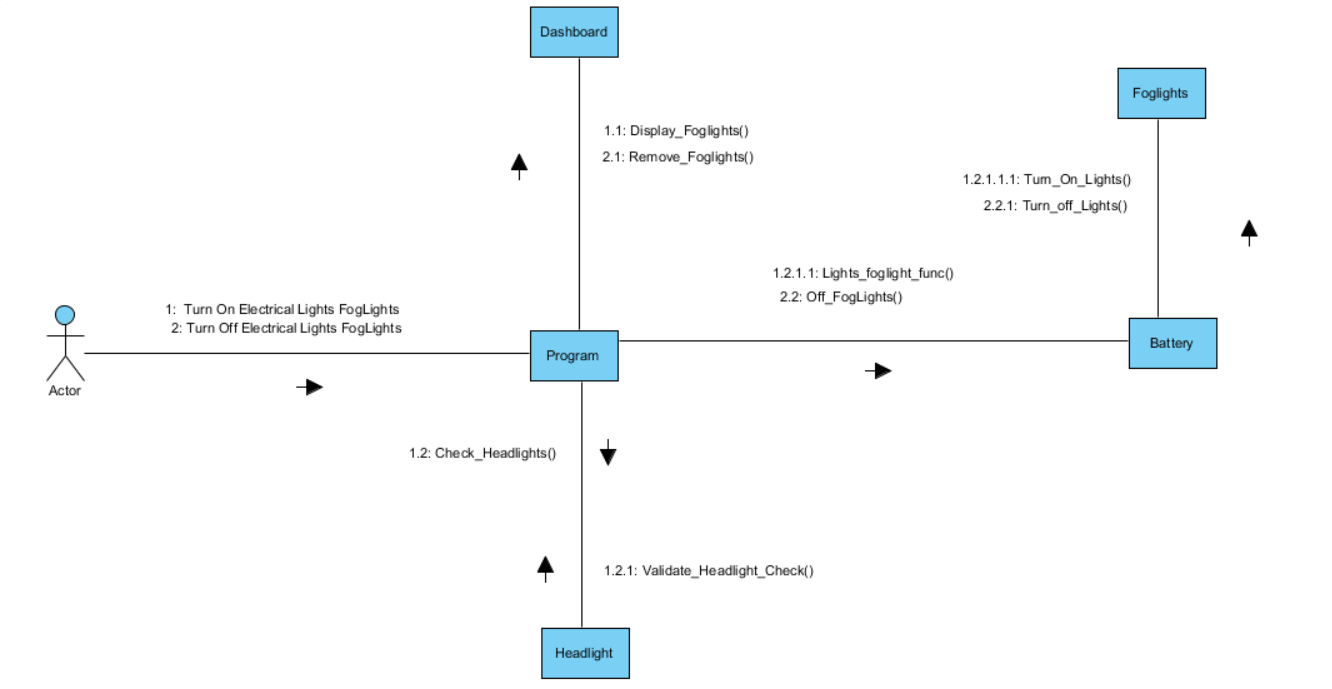 Dashboard
Foglights
1.1: Display_Foglights()
2.1: Remove_Foglights()
1.2.1.1.1: Turn_On_Lights()
2.2.1: Turn_off_Lights()
1.2.1.1: Lights_foglight_func()
2.2: Off_FogLights()
1: Turn On Electrical Lights FogLights
2: Turn Off Electrical Lights FogLights
Actor
Program
Battery
1.2: Check_Headlights()
1.2.1: Validate_Headlight_Check()
Headlight